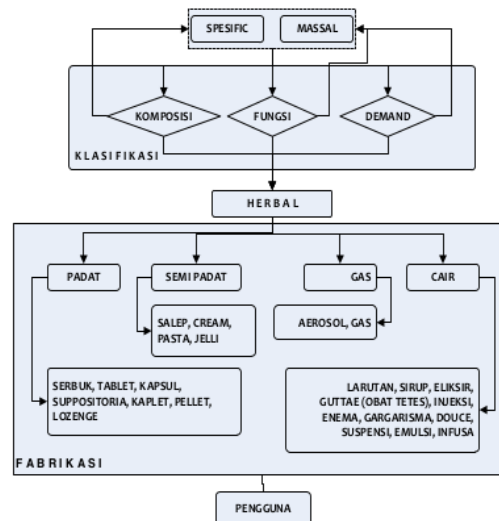 SPESIFIC
MASSAL
KOMPOSISI
FUNGSI
DEMAND
KLASIFIKASI
HERBAL
PADAT
SEMI PADAT
GAS
CAIR
SALEP, CREAM,
PASTA, JELLI
AEROSOL, GAS
SERBUK, TABLET, KAPSUL,
SUPPOSITORIA, KAPLET, PELLET,
LOZENGE
LARUTAN, SIRUP, ELIKSIR,
GUTTAE (OBAT TETES), INJEKSI,
ENEMA, GARGARISMA, DOUCE,
SUSPENSI, EMULSI, INFUSA
FABRIKASI
PENGGUNA